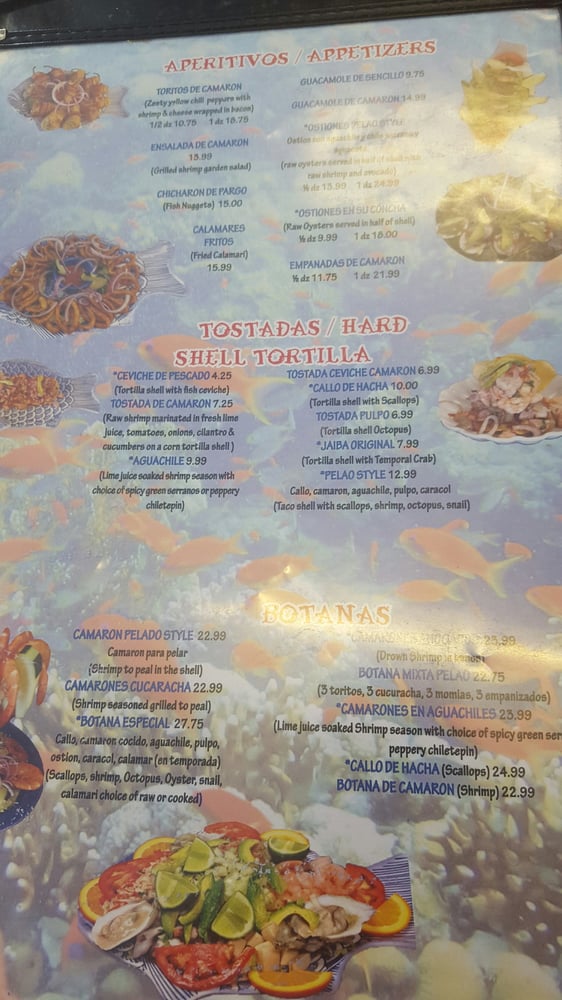 APERITIVOS / APPETIZERS
TORITOS DE CAMARON
(Zesty yellow chili peppers with
shrimp & cheese wrapped in bacon)
1/2 dz 10.75 1 dz 18.75
ENSALADA DE CAMARON
15.99
(Grilled shrimp garden salad)
CHICHARON DE PARGO
(Fish Nuggets) 15.00
CALAMARES
FRITOS
(Fried Calamari)
15.99
GUACAMOLE DE SENCILLO 9.75
GUACAMOLE DE CAMARON 14.99
*OSTIONES PELAO STYLE
Ostion con aguachile
(raw oysters served in half of shell with
raw shrimp and avocado)
½ dz 15.99 1 dz 24.99
*OSTIONES EN SU CONCHA
(Raw Oysters served in half of shell)
½ dz 9.99 1 dz 18.00
EMPANADAS DE CAMARON
½ dz 11.75 1 dz 21.99
TOSTADAS / HARD
SHELL TORTILLA
*CEVICHE DE PESCADO 4.25
(Tortilla shell with fish ceviche)
TOSTADA DE CAMARON 7.25
(Raw shrimp marinated in fresh lime
juice, tomatoes, onions, cilantro &
cucumbers on a corn tortilla shell )
*AGUACHILE 9.99
(Lime juice soaked shrimp season with
choice of spicy green serranos or peppery
chiletepin)
TOSTADA CEVICHE CAMARON 6.99
*CALLO DE HACHA 10.00
(Tortilla shell with Scallops)
TOSTADA PULPO 6.99
(Tortilla shell Octopus)
*JAIBA ORIGINAL 7.99
(Tortilla shell with Temporal Crab)
*PELAO STYLE 12.99
Callo, camaron, aguachile, pulpo, caracol
(Taco shell with scallops, shrimp, octopus, snail)
BOTANAS
CAMARON PELADO STYLE 22.99
Camaron para pelar
(Shrimp to peal in the shell)
CAMARONES CUCARACHA 22.99
(Shrimp seasoned grilled to peal)
*BOTANA ESPECIAL 27.75
Callo, camaron cocido, aguachile, pulpo,
ostion, caracol, calamar (en temporada)
(Scallops, shrimp, Octopus, Oyster, snail,
calamari choice of raw or cooked)
*CAMARONES 23.99
(Drown Shrimp in lemon)
BOTANA MIXTA PELAO 22.75
(3 toritos, 3 cucuracha, 3 momias, 3 empanizados)
*CAMARONES EN AGUACHILES 23.99
(Lime juice soaked Shrimp season with choice of spicy green ser
peppery chiletepin)
*CALLO DE HACHA (Scallops) 24.99
BOTANA DE CAMARON (Shrimp) 22.99